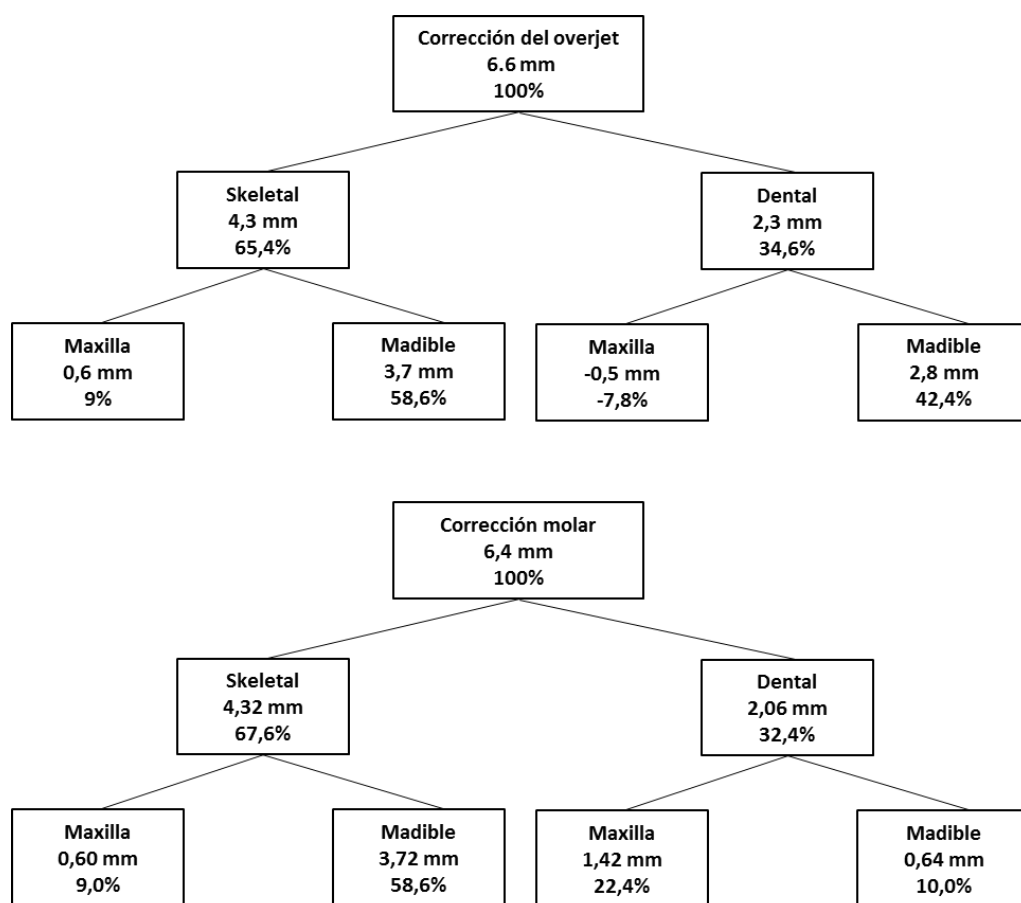 Corrección del overjet
6.6 mm
100%
Skeletal
4,3 mm
65,4%
Dental
2,3 mm
34,6%
Maxilla
0,6 mm
9%
Madible
3,7 mm
58,6%
Maxilla
-0,5 mm
-7,8%
Madible
2,8 mm
42,4%
Corrección molar
6,4 mm
100%
Skeletal
4,32 mm
67,6%
Dental
2,06 mm
32,4%
Maxilla
0,60 mm
9,0%
Madible
3,72 mm
58,6%
Maxilla
1,42 mm
22,4%
Madible
0,64 mm
10,0%